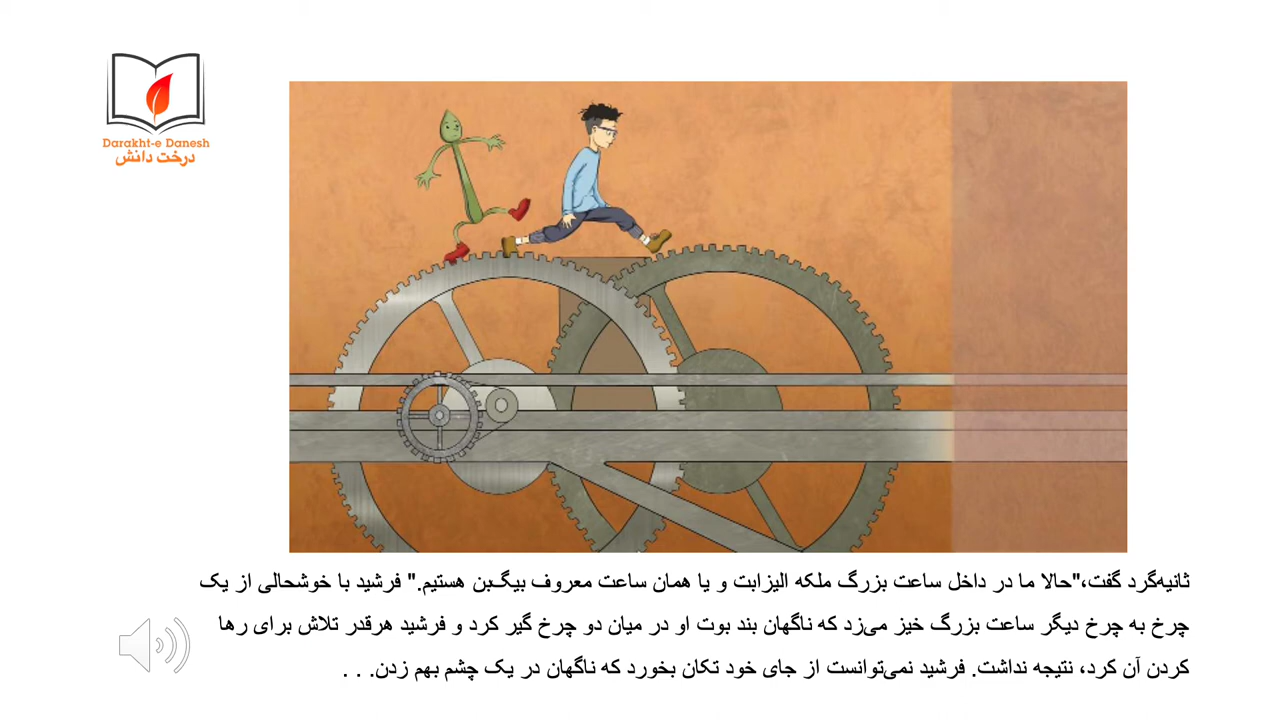 Darakht-e Danesh
درخت دانش
ثانیه‌گرد گفت،"حالا ما در داخل ساعت بزرگ ملکه الیزابت و یا همان ساعت معروف بیگ‌بن هستیم." فرشید با خوشحالی از یک
چرخ به چرخ دیگر ساعت بزرگ خیز می‌زد که ناگهان بند بوت او در میان دو چرخ گیر کرد و فرشید هرقدر تلاش برای رها
کردن آن کرد، نتیجه نداشت. فرشید نمی‌توانست از جای خود تکان بخورد که ناگهان در یک چشم بهم زدن. . .